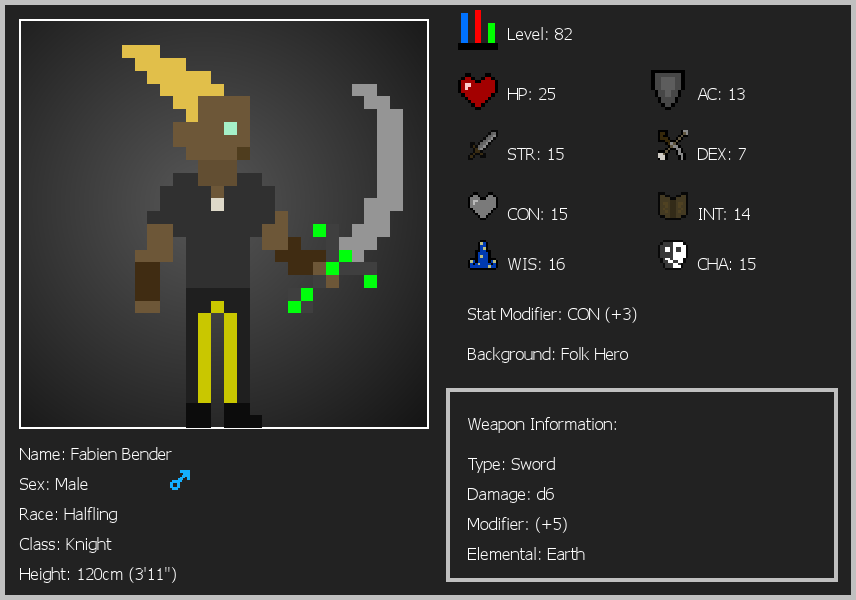 Level: 82
HP: 25
AC: 13
STR: 15
DEX: 7
CON: 15
INT: 14
WIS: 16
CHA: 15
Stat Modifier: CON (+3)
Background: Folk Hero
Weapon Information:
Type: Sword
Damage: d6
Modifier: (+5)
Elemental: Earth
Name: Fabien Bender
Sex: Male
Race: Halfling
Class: Knight
Height: 120cm (3'11")